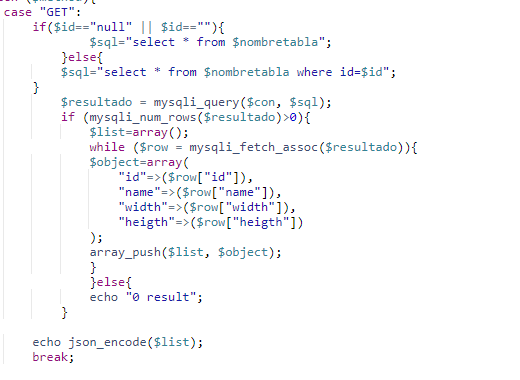 case "GET":
if($id=="null" || $id==""){
$sql="select * from $nombretabla";
}else{
$sql="select * from $nombretabla where id=$id";
}
$resultado = mysqli_query($con, $sql);
if (mysqli_num_rows($resultado)>0){
$list=array();
while ($row = mysqli_fetch_assoc($resultado)){
$object=array(
"id"=>($row["id"]),
"name"=>($row["name"]),
"width"=>($row["width"]),
"heigth"=>($row["heigth"])
);
array_push($list, $object);
}
}else{
echo "0 result";
}
echo json_encode($list);
break;